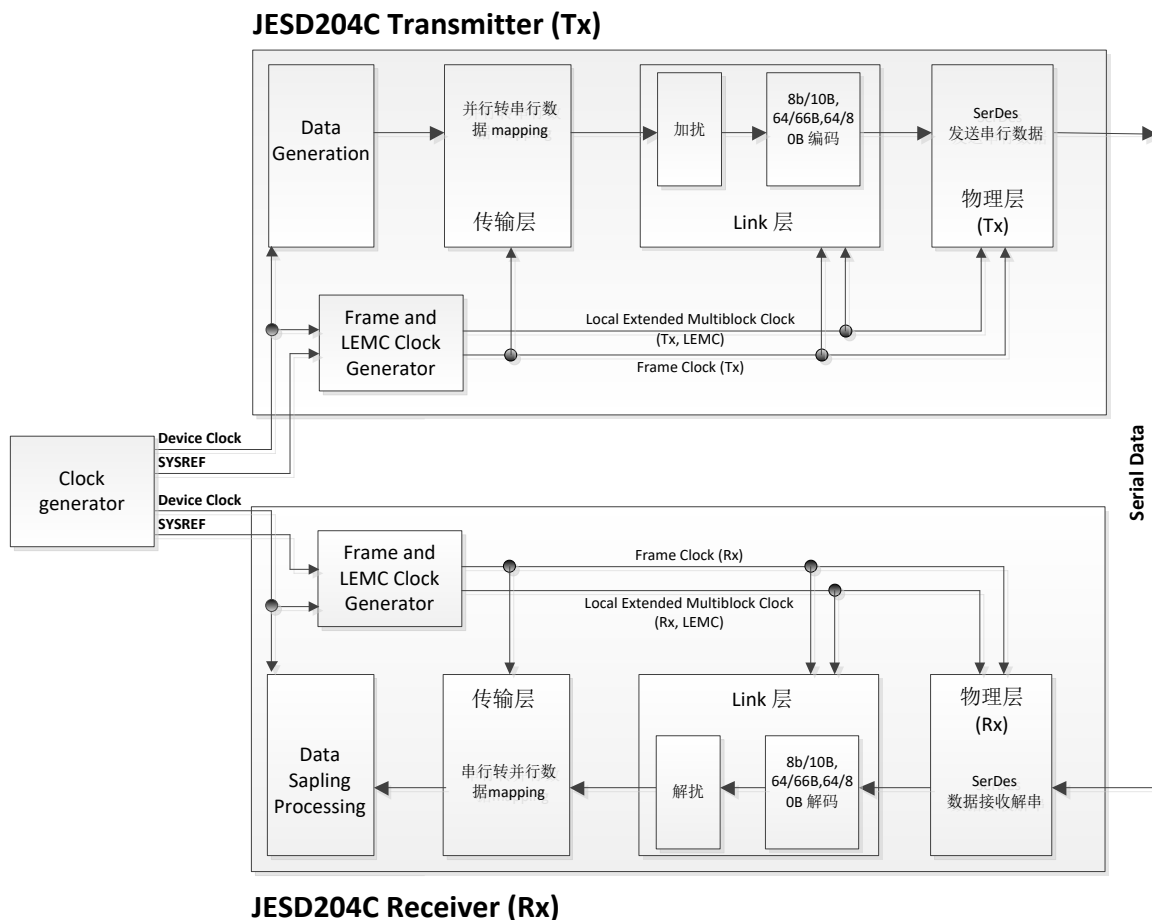 JESD204C Transmitter (Tx)
Data
Generation
并行转串行数
据 mapping
传输层
加扰
8b/10B,
64/66B,64/8
0B 编码
Link 层
SerDes
发送串行数据
物理层
(Tx)
Frame and
LEMC Clock
Generator
Local Extended Multiblock Clock
(Tx, LEMC)
Frame Clock (Tx)
Clock
generator
Device Clock
SYSREF
Device Clock
SYSREF
Serial Data
Frame and
LEMC Clock
Generator
Frame Clock (Rx)
Local Extended Multiblock Clock
(Rx, LEMC)
Data
Sapling
Processing
传输层
串行转并行数
据mapping
Link 层
解扰
8b/10B,
64/66B,64/8
0B 解码
物理层
(Rx)
SerDes
数据接收解串
JESD204C Receiver (Rx)